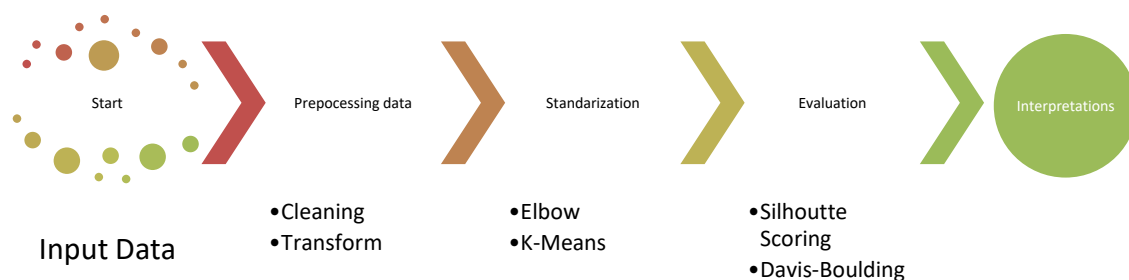 Start
Prepocessing data
Standarization
Evaluation
Interpretations
Input Data
•Cleaning
•Transform
•Elbow
•K-Means
•Silhoutte
Scoring
•Davis-Boulding